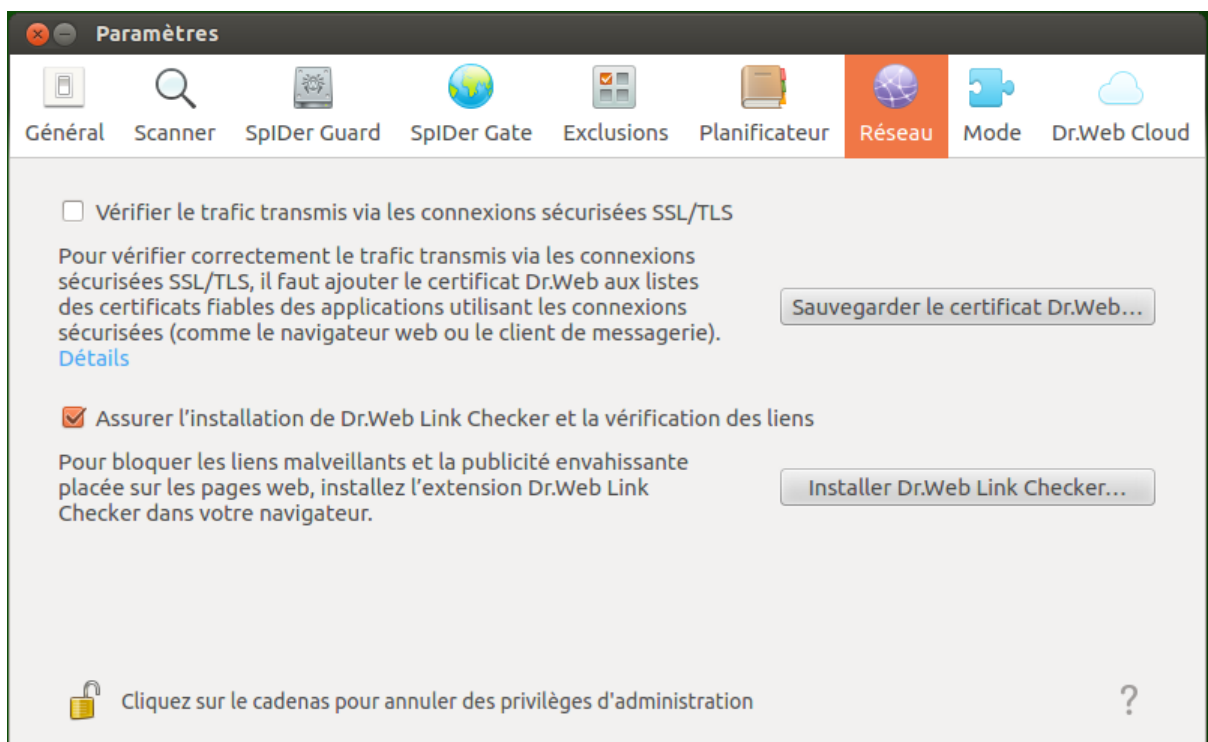 Paramètres
Général Scanner SpIDer Guard SpIDer Gate Exclusions Planificateur Réseau Mode Dr.Web Cloud
Vérifier le trafic transmis via les connexions sécurisées SSL/TLS
Pour vérifier correctement le trafic transmis via les connexions
sécurisées SSL/TLS, il faut ajouter le certificat Dr.Web aux listes
des certificats fiables des applications utilisant les connexions
sécurisées (comme le navigateur web ou le client de messagerie).
Détails
Sauvegarder le certificat Dr.Web...
Assurer l’installation de Dr.Web Link Checker et la vérification des liens
Pour bloquer les liens malveillants et la publicité envahissante
placée sur les pages web, installez l’extension Dr.Web Link
Checker dans votre navigateur.
Installer Dr.Web Link Checker...
Cliquez sur le cadenas pour annuler des privilèges d'administration
?